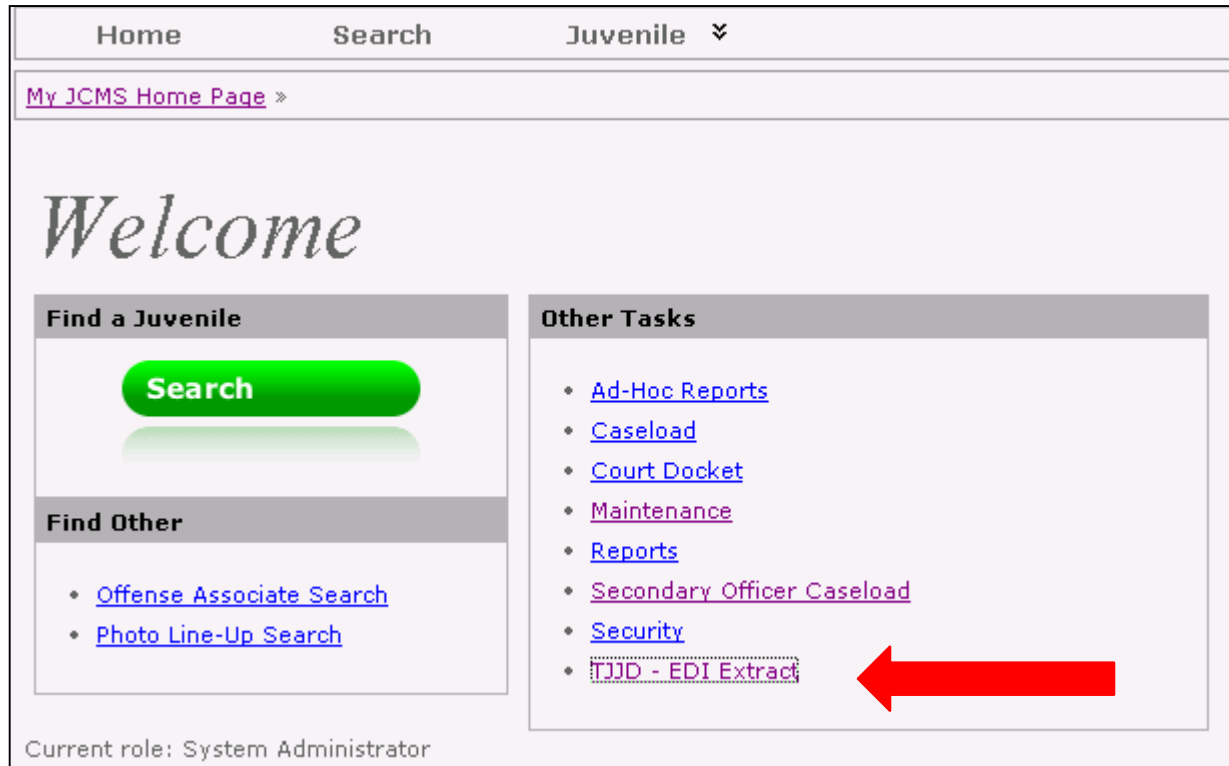 Home Search Juvenile
My JCMS Home Page »
Welcome
Find a Juvenile
Search
Find Other
• Offense Associate Search
• Photo Line-Up Search
Other Tasks
• Ad-Hoc Reports
• Caseload
• Court Docket
• Maintenance
• Reports
• Secondary Officer Caseload
• Security
• TJJD - EDI Extract
Current role: System Administrator